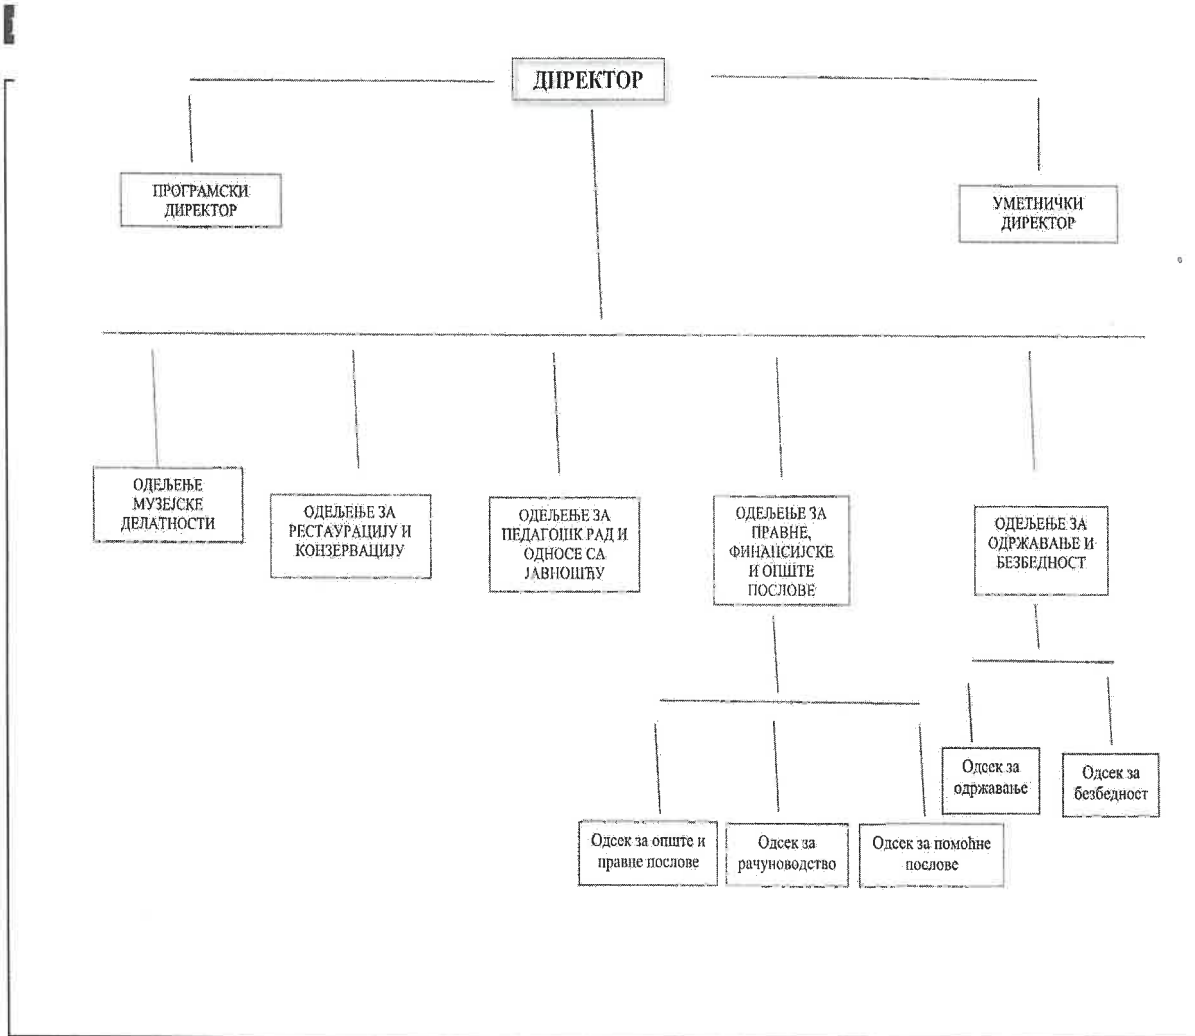 ДИРЕКТОР
ПРОГРАМСКИ
ДИРЕКТОР
УМЕТНИЧКИ
ДИРЕКТОР
ОДЕЉЕЊЕ
МУЗЕЈСКЕ
ДЕЛАТНОСТИ
ОДЕЉЕЊЕ ЗА
РЕСТАУРАЦИЈУ И
КОНЗЕРВАЦИЈУ
ОДЕЉЕЊЕ ЗА
ПЕДАГОШК РАД И
ОДНОСЕ СА
ЈАВНОШЋУ
ОДЕЉЕЊЕ ЗА
ПРАВНЕ,
ФИНАНСИЈСКЕ
И ОПШТЕ
ПОСЛОВЕ
ОДЕЉЕЊЕ ЗА
ОДРЖАВАЊЕ И
БЕЗБЕДНОСТ
Одсек за опште и
правне послове
Одсек за
рачуноводство
Одсек за помоћне
послове
Одсек за
одржавање
Одсек за
безбедност